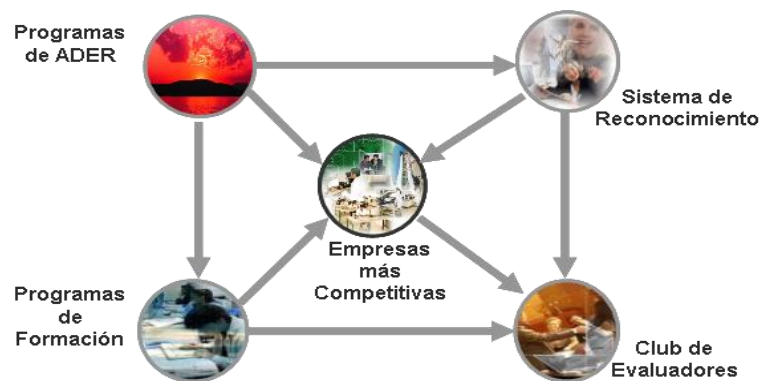 Programas
de ADER
Sistema de
Reconocimiento
Empresas
más
Competitivas
Programas
de
Formación
Club de
Evaluadores